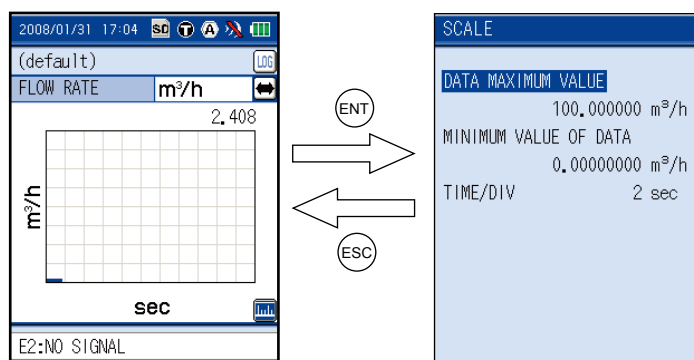 2008/01/31 17:04 SD T A
(default) LOG
FLOW RATE m³/h
2.408
m³/h
sec
E2:NO SIGNAL
ENT
ESC
SCALE
DATA MAXIMUM VALUE
100.000000 m³/h
MINIMUM VALUE OF DATA
0.00000000 m³/h
TIME/DIV 2 sec